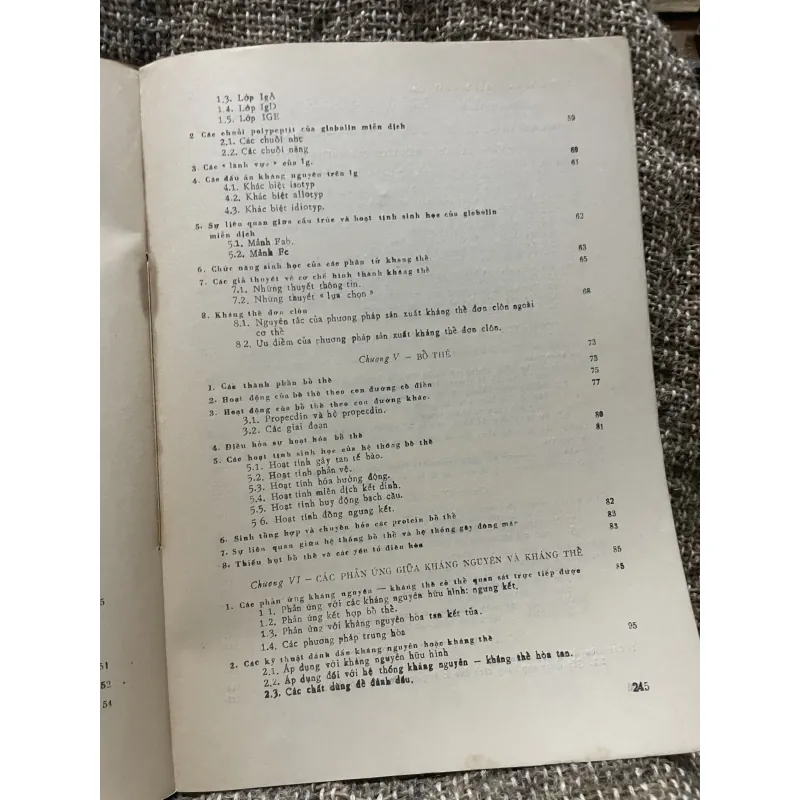 1.3. Lớp IgA
1.4. Lớp IgD
1.5. Lớp IGE
2 Các chuỗi polypeptit của globolin miễn dịch 59
2.1. Các chuỗi nhẹ
2.2. Các chuỗi nặng
3. Các « lãnh vực » của Ig. 60
4. Các dấu ấn kháng nguyên trên Ig 61
4.1. Khác biệt isotyp
4.2. Khác biệt allotyp
4.3. Khác biệt idiotyp.
5. Sự liên quan giữa cấu trúc và hoạt tính sinh học của globolin 62
miễn dịch
5.1. Mảnh Fab.
5.2. Mảnh Fc
6. Chức năng sinh học của các phân tử kháng thể 63
7. Các giả thuyết về cơ chế hình thành kháng thể 65
7.1. Những thuyết thông tin.
7.2. Những thuyết « lựa chọn »
8. Kháng thể đơn clôn 68
8.1. Nguyên tắc của phương pháp sản xuất kháng thể đơn clôn ngoài
cơ thể
8 2. Ưu điểm của phương pháp sản xuất kháng thể đơn clôn.
Chương V — BỔ THỂ 73
1. Các thành phần bổ thể 73
2. Hoạt động của bổ thể theo con đường cổ điển 75
3. Hoạt động của bổ thể theo con đường khác. 77
3.1. Propecdin và hệ propecdin.
3.2. Các giai đoạn
4. Điều hòa sự hoạt hóa bổ thể 80
5. Các hoạt tính sinh học của hệ thống bổ thể 81
5.1. Hoạt tính gây tan tế bào.
5.2. Hoạt tính phản vệ.
5.3. Hoạt tính hóa hướng động.
5.4. Hoạt tính miễn dịch kết dính.
5.5. Hoạt tính huy động bạch cầu.
5 6. Hoạt tính đồng ngưng kết.
6. Sinh tổng hợp và chuyển hóa các protein bổ thể 82
7. Sự liên quan giữa hệ thống bổ thể và hệ thống gây đông máu 83
8. Thiếu hụt bổ thể và các yếu tố điều hòa 83
Chương VI — CÁC PHẢN ỨNG GIỮA KHÁNG NGUYÊN VÀ KHÁNG THỂ 85
1. Các phản ứng kháng nguyên — kháng thể có thể quan sát trực tiếp được 85
1 1. Phản ứng với các kháng nguyên hữu hình: ngưng kết.
1.2. Phản ứng kết hợp bổ thể.
1.3. Phản ứng với kháng nguyên hòa tan kết tủa.
1.4. Các phương pháp trung hòa
2. Các kỹ thuật đánh dấu kháng nguyên hoặc kháng thể 95
2.1. Áp dụng với kháng nguyên hữu hình
2.2. Áp dụng đối với hệ thống kháng nguyên — kháng thể hòa tan.
2.3. Các chất dùng để đánh dấu.
245
5
51
53
54